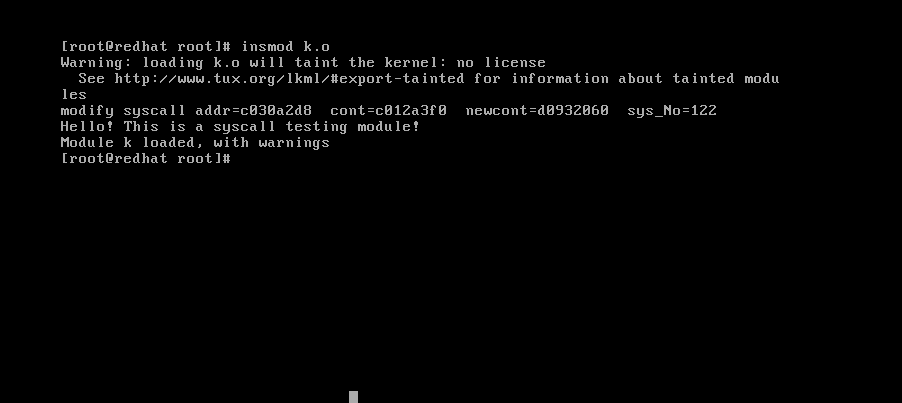 [root@redhat root]# insmod k.o
Warning: loading k.o will taint the kernel: no license
  See http://www.tux.org/lkml/#export-tainted for information about tainted modu
les
modify syscall addr=c030a2d8  cont=c012a3f0  newcont=d0932060  sys_No=122
Hello! This is a syscall testing module!
Module k loaded, with warnings
[root@redhat root]#